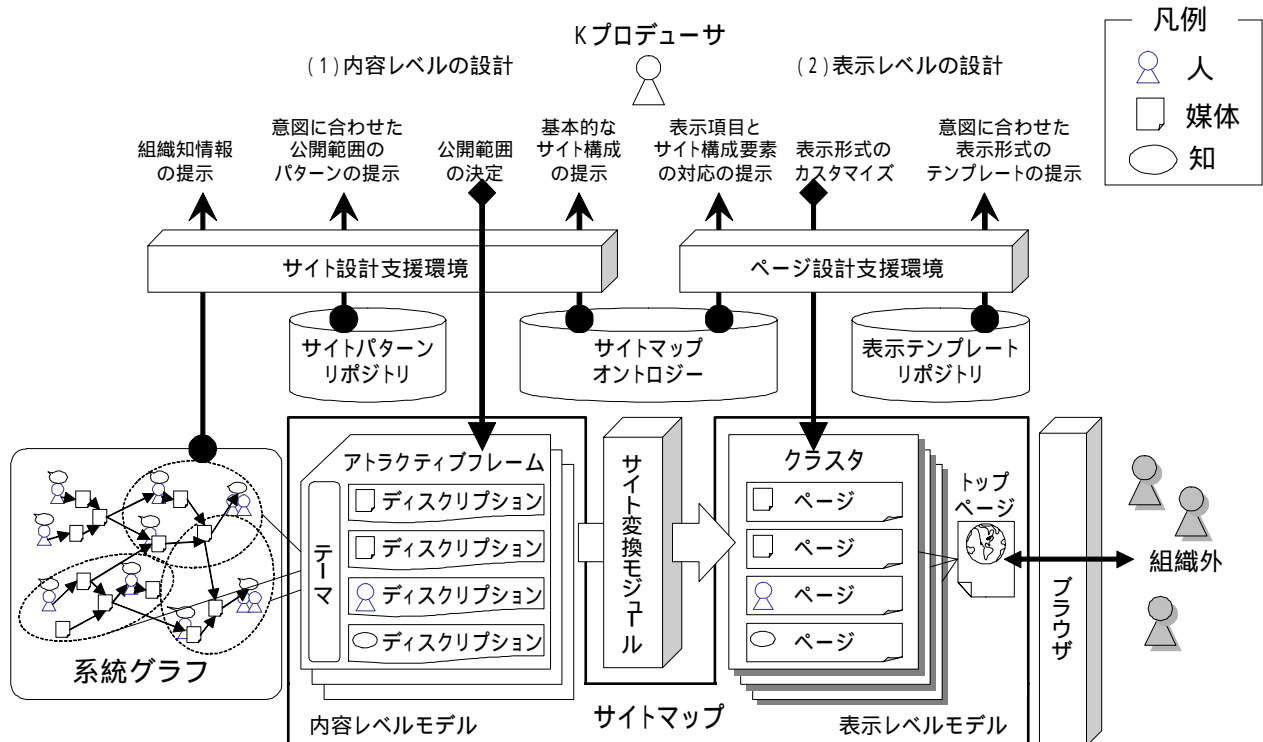 Kプロデューサ
(1)内容レベルの設計
(2)表示レベルの設計
凡例
人
媒体
知
組織知情報
の提示
意図に合わせた
公開範囲の
パターンの提示
公開範囲
の決定
基本的な
サイト構成
の提示
表示項目と
サイト構成要素
の対応の提示
表示形式の
カスタマイズ
意図に合わせた
表示形式の
テンプレートの提示
サイト設計支援環境
ページ設計支援環境
サイトパターン
リポジトリ
サイトマップ
オントロジー
表示テンプレート
リポジトリ
系統グラフ
アトラクティブフレーム
テーマ
ディスクリプション
ディスクリプション
ディスクリプション
ディスクリプション
内容レベルモデル
サイト変換モジュール
サイトマップ
クラスタ
ページ
ページ
ページ
ページ
トップ
ページ
表示レベルモデル
ブラウザ
組織外